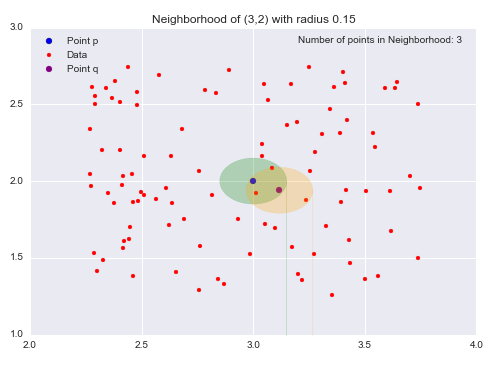 Neighborhood of (3,2) with radius 0.15
3.0
Point p
Data
Point q
Number of points in Neighborhood: 3
2.5
2.0
1.5
1.0
2.0 2.5 3.0 3.5 4.0